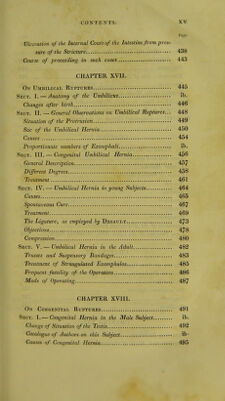 CONTENTS. XV
Page
Ulceration of the Internal Coats of the Intestine from pres-
sure of the Stricture 438
Course of proceeding in such cases 443
CHAPTER XVII.
On Umbilical Ruptures 445
Sect. I.—Anatomy of the Umbilicus ib.
Changes after birth 446
Sect. II.—General Observations on Umbilical Ruptures 448
Situation of the Protrusion 449
Sac of the Umbilical Hernia 450
Causes 454
Proportionate numbers of Exomphali ib.
Sect. III.—Congenital Umbilical Hernia 456
General Description 457
Different Degrees 458
Treatment 461
Sect. IV.—Umbilical Hernia in young Subjects 464
Causes 465
Spontaneous Cure 467
Treatment 469
The Ligature, as employed by Desault 473
Objections 478
Compression 480
Sect. V.—Umbilical Hernia in the Adult 482
Trusses and Suspensory Bandages 483
Treatment of Strangulated Exomphalos 485
Frequent fatality of the Operation 486
Mode of Operating 487
CHAPTER XVIII.
On Congenital Ruptures 491
Sect. I.—Congenital Hernia in the Male Subject ib.
Change of Situation of the Testis 492
Catalogue of Authors on this Subject ib.
Causes of Congenital Hernia 495